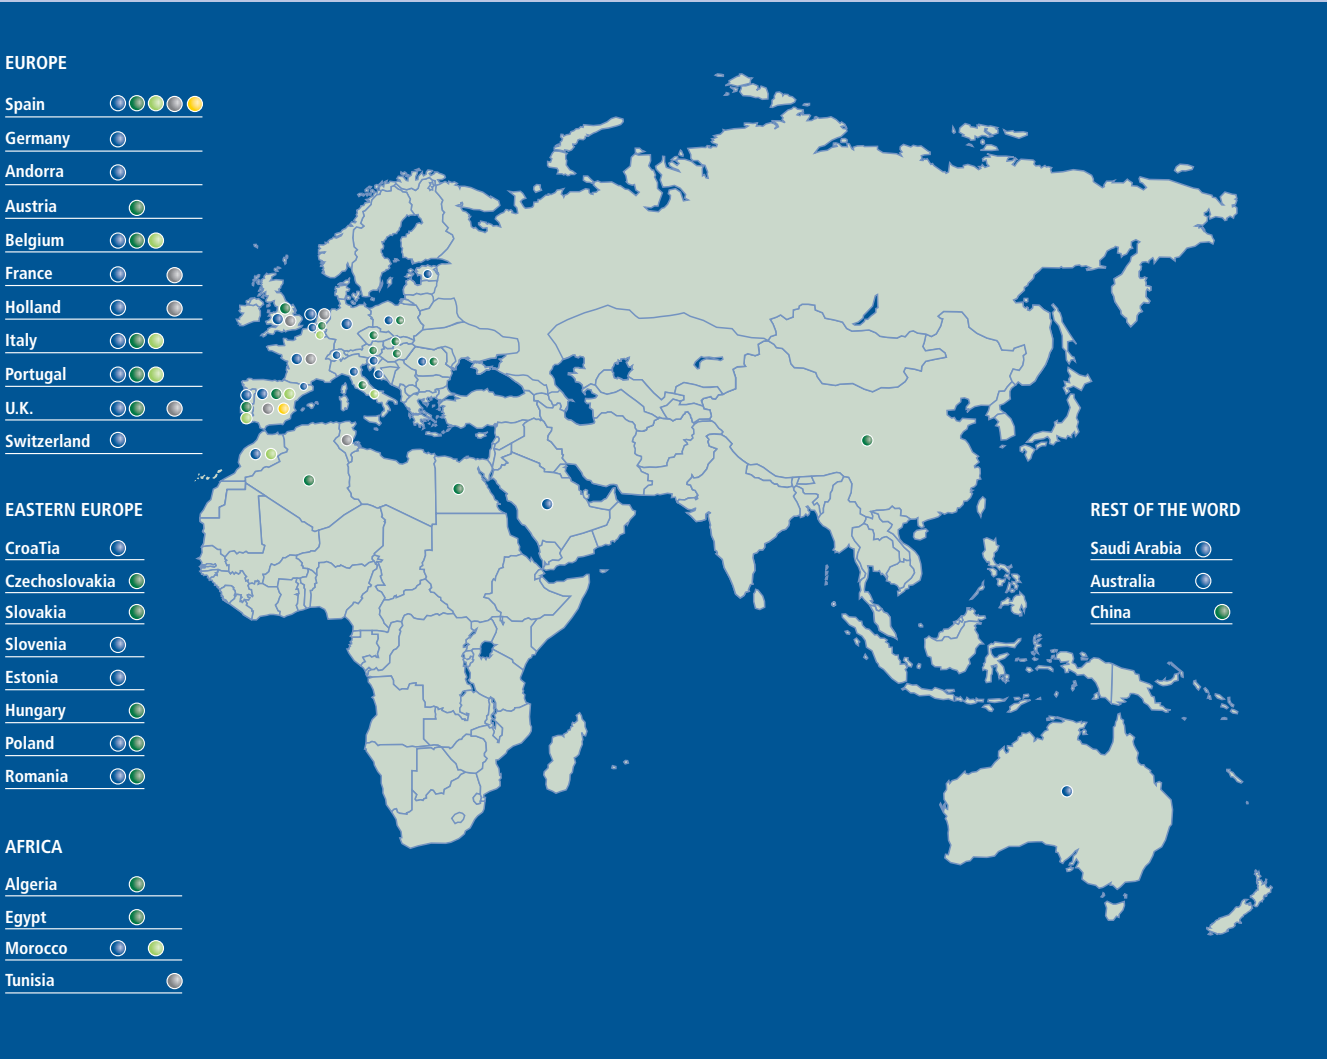 EUROPE
Spain
Germany
Andorra
Austria
Belgium
France
Holland
Italy
Portugal
U.K.
Switzerland
EASTERN EUROPE
CroaTia
Czechoslovakia
Slovakia
Slovenia
Estonia
Hungary
Poland
Romania
AFRICA
Algeria
Egypt
Morocco
Tunisia
REST OF THE WORD
Saudi Arabia
Australia
China